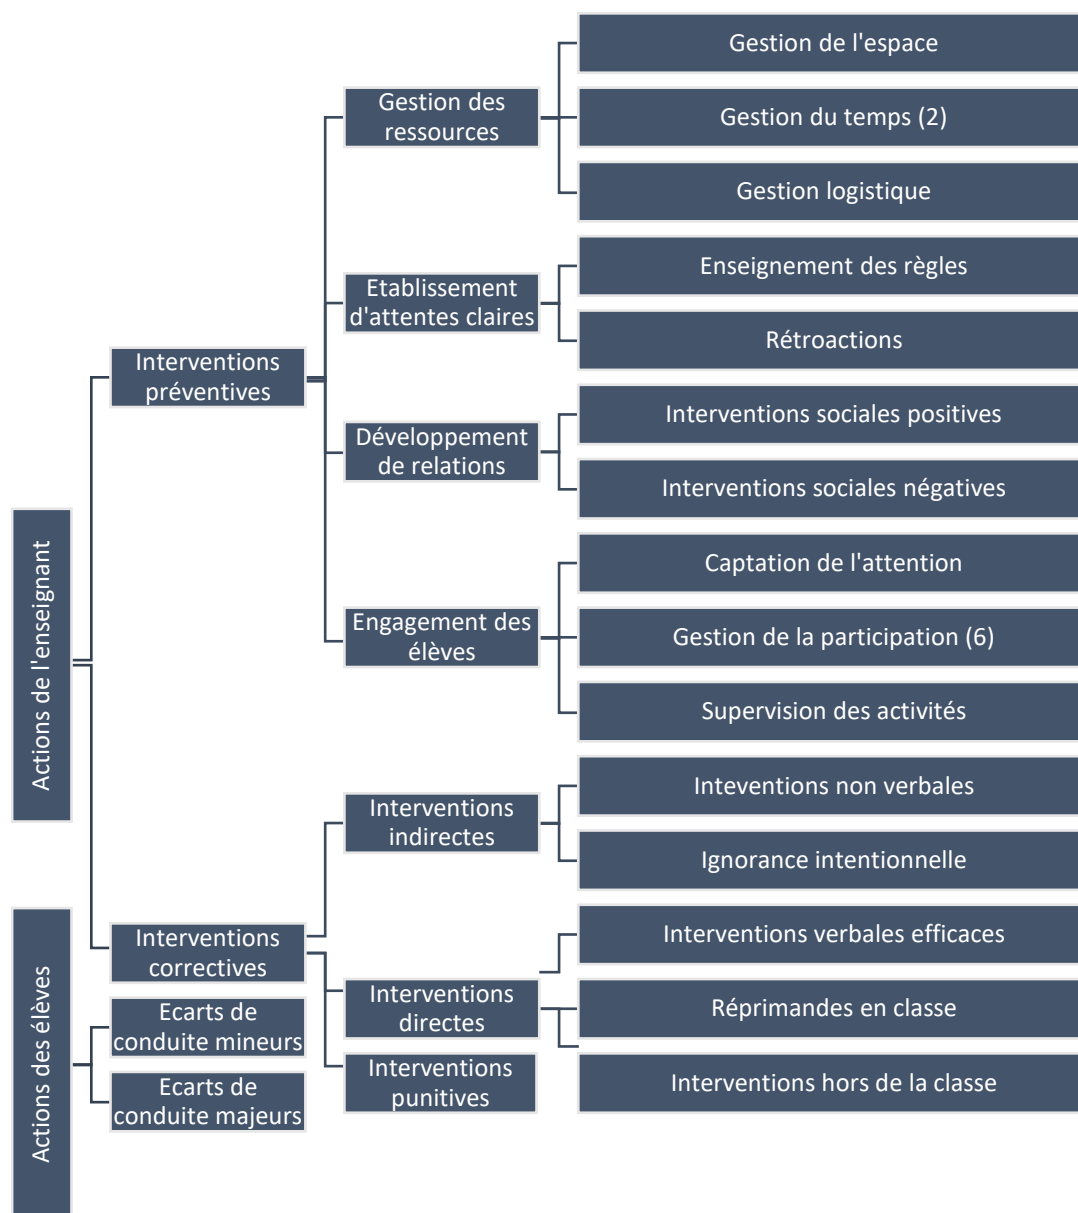 Actions de l'enseignant
Interventions
préventives
Gestion des
ressources
Gestion de l'espace
Gestion du temps (2)
Gestion logistique
Etablissement
d'attentes claires
Enseignement des règles
Rétroactions
Développement
de relations
Interventions sociales positives
Interventions sociales négatives
Engagement des
élèves
Captation de l'attention
Gestion de la participation (6)
Supervision des activités
Interventions
correctives
Interventions
indirectes
Inteventions non verbales
Ignorance intentionnelle
Interventions
directes
Interventions verbales efficaces
Réprimandes en classe
Interventions hors de la classe
Interventions
punitives
Actions des élèves
Ecarts de
conduite mineurs
Ecarts de
conduite majeurs